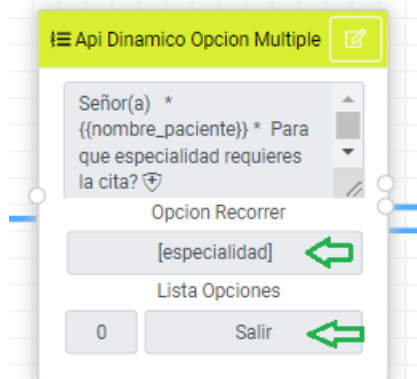 Api Dinamico Opcion Multiple
Señor(a) *
{{nombre_paciente}} * Para
que especialidad requieres
la cita?
Opcion Recorrer
[especialidad]
Lista Opciones
0 Salir